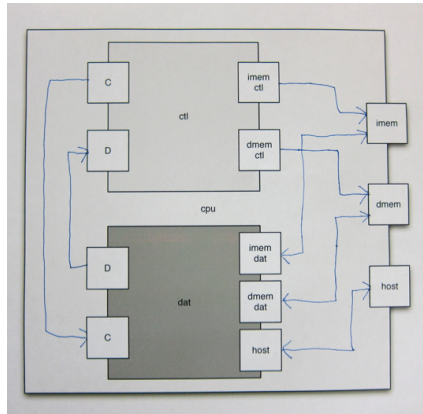 C
imem
ctl
ctl
imem
D
dmem
ctl
dmem
cpu
D
imem
dat
dmem
dat
dat
host
C
host